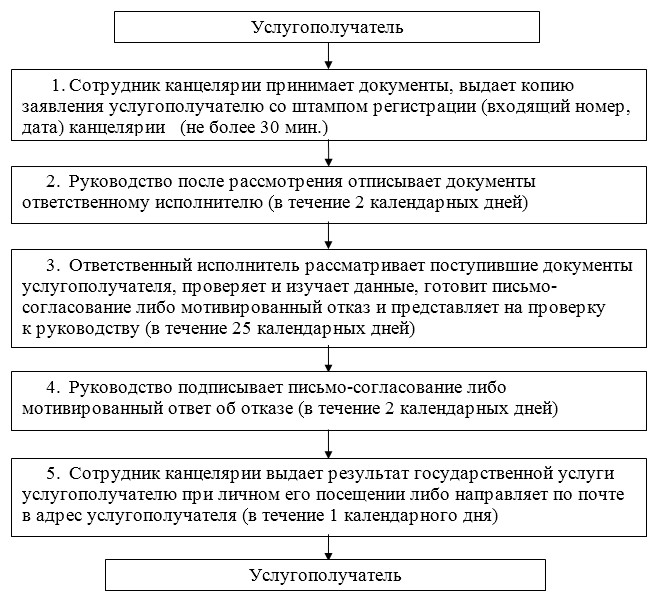 Услугополучатель
1. Сотрудник канцелярии принимает документы, выдает копию
заявления услугополучателю со штампом регистрации (входящий номер,
дата) канцелярии (не более 30 мин.)
2. Руководство после рассмотрения отписывает документы
ответственному исполнителю (в течение 2 календарных дней)
3. Ответственный исполнитель рассматривает поступившие документы
услугополучателя, проверяет и изучает данные, готовит письмо-
согласование либо мотивированный отказ и представляет на проверку
к руководству (в течение 25 календарных дней)
4. Руководство подписывает письмо-согласование либо
мотивированный ответ об отказе (в течение 2 календарных дней)
5. Сотрудник канцелярии выдает результат государственной услуги
услугополучателю при личном его посещении либо направляет по почте
в адрес услугополучателя (в течение 1 календарного дня)
Услугополучатель